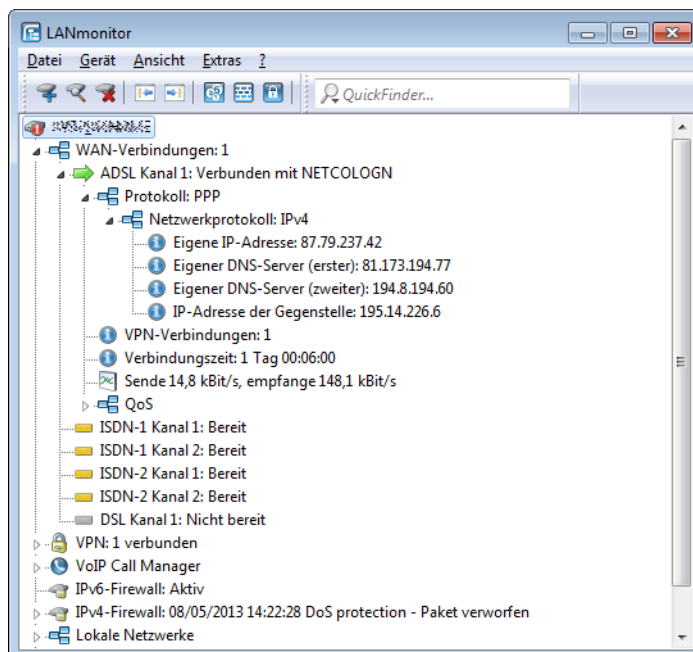 LANmonitor
Datei Gerät Ansicht Extras ?
QuickFinder...
WAN-Verbindungen: 1
ADSL Kanal 1: Verbunden mit NETCOLOGN
Protokoll: PPP
Netzwerkprotokoll: IPv4
Eigene IP-Adresse: 87.79.237.42
Eigener DNS-Server (erster): 81.173.194.77
Eigener DNS-Server (zweiter): 194.8.194.60
IP-Adresse der Gegenstelle: 195.14.226.6
VPN-Verbindungen: 1
Verbindungszeit: 1 Tag 00:06:00
Sende 14,8 kBit/s, empfange 148,1 kBit/s
QoS
ISDN-1 Kanal 1: Bereit
ISDN-1 Kanal 2: Bereit
ISDN-2 Kanal 1: Bereit
ISDN-2 Kanal 2: Bereit
DSL Kanal 1: Nicht bereit
VPN: 1 verbunden
VoIP Call Manager
IPv6-Firewall: Aktiv
IPv4-Firewall: 08/05/2013 14:22:28 DoS protection - Paket verworfen
Lokale Netzwerke